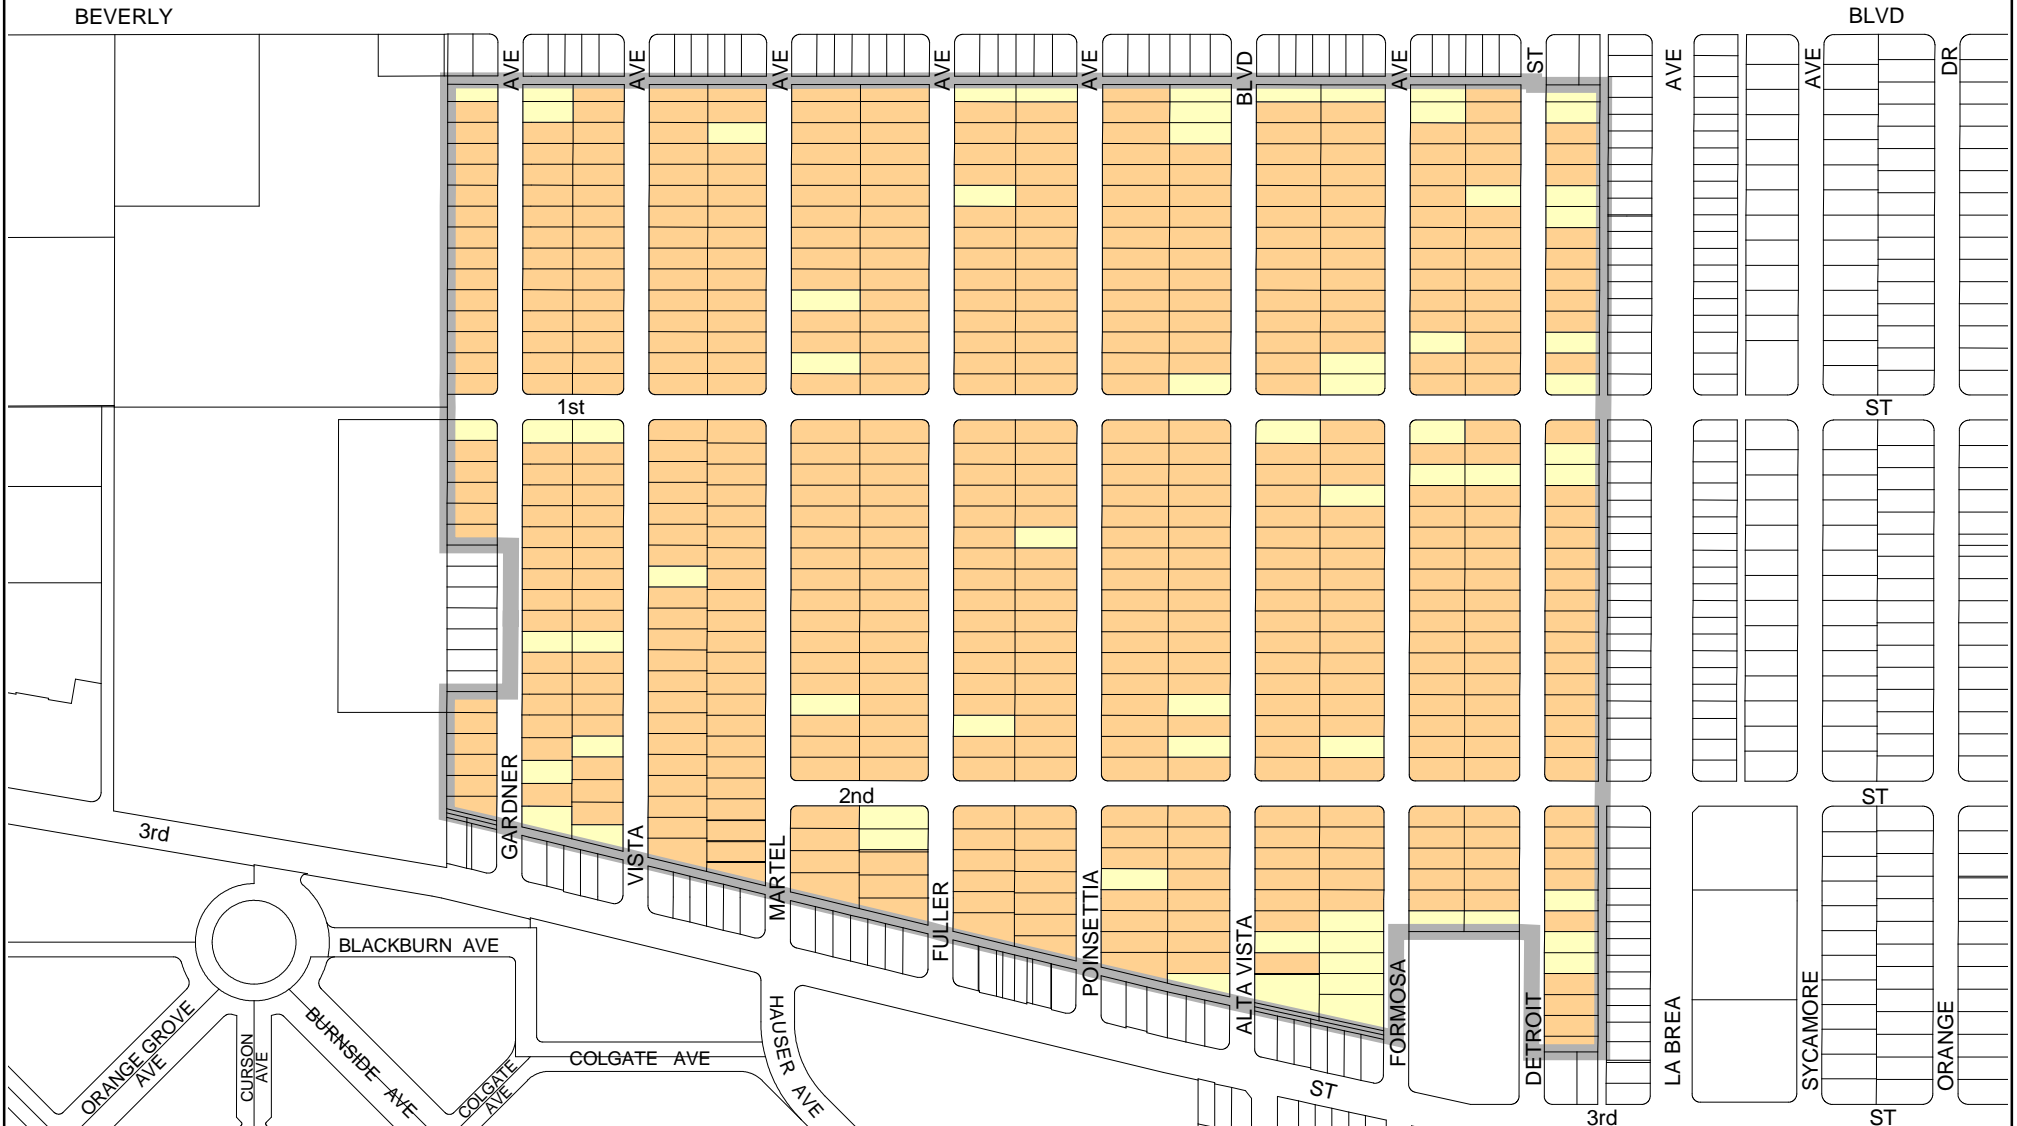 BEVERLY
BLVD
AVE
AVE
AVE
AVE
AVE
BLVD
AVE
ST
AVE
AVE
DR
1st
ST
2nd
ST
3rd
GARDNER
VISTA
MARTEL
FULLER
POINSETTIA
ALTA VISTA
FORMOSA
DETROIT
LA BREA
SYCAMORE
ORANGE
BLACKBURN AVE
ORANGE GROVE
AVE
CURSON
AVE
BURNSIDE AVE
COLGATE
AVE
COLGATE AVE
HAUSER AVE
ST
3rd
ST